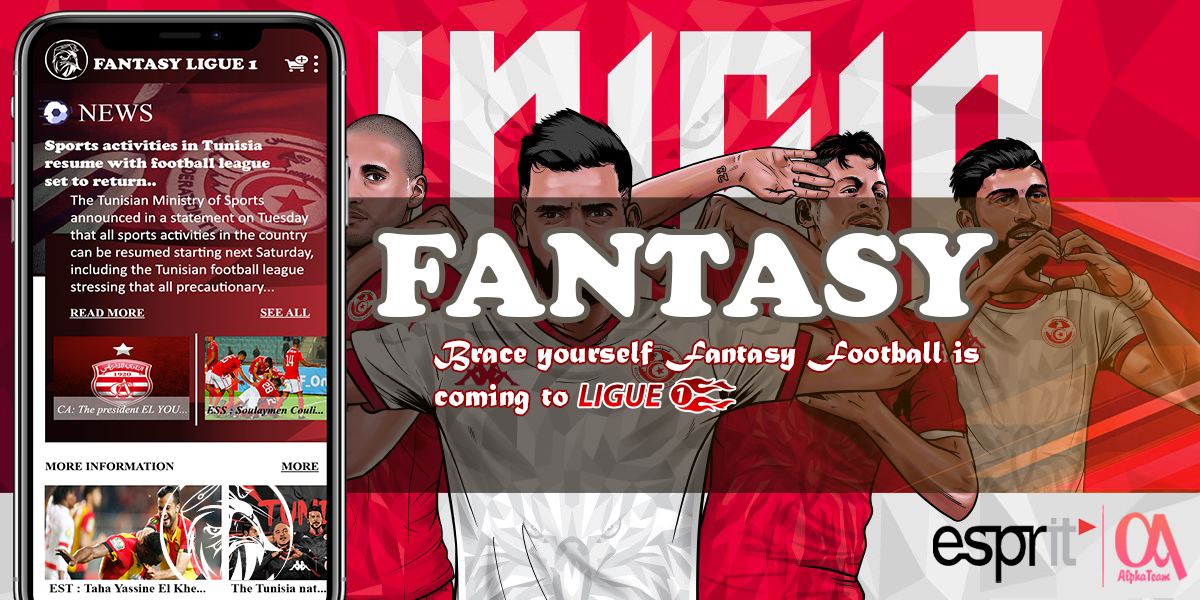 FANTASY LIGUE 1
NEWS
Sports activities in Tunisia
resume with football league
set to return..
The Tunisian Ministry of Sports
announced in a statement on Tuesday
that all sports activities in the country
can be resumed starting next Saturday,
including the Tunisian football league
stressing that all precautionary...
READ MORE
SEE ALL
1920
CA
CA: The president EL YOU...
ESS : Soulaymen Couli...
MORE INFORMATION
MORE
EST : Taha Yassine El Khe...
The Tunisia nat...
FANTASY
Brace yourself Fantasy Football is
coming to LIGUE 1
esprit
AlphaTeam